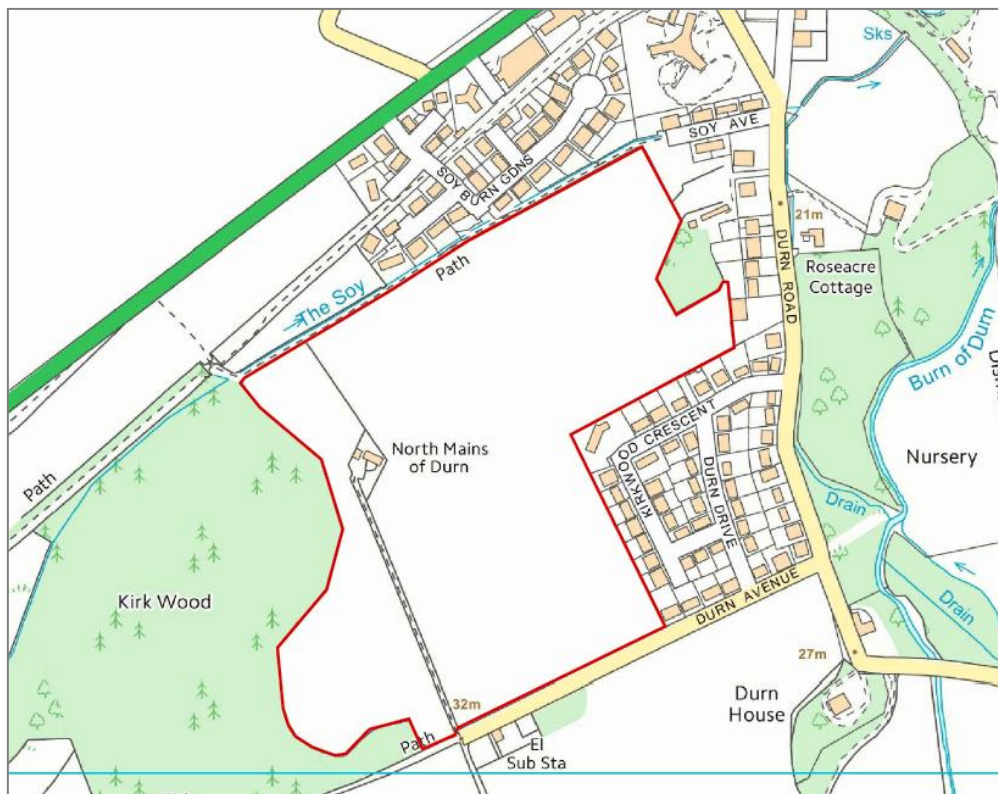 Sks
SOY AVE
SOY BURN GDNS
Path
The Soy
21m
DURN ROAD
Roseacre
Cottage
Burn of Durn
North Mains
of Durn
KIRKWOOD CRESCENT
DURN DRIVE
Nursery
Path
Drain
Kirk Wood
DURN AVENUE
Drain
27m
32m
Durn
House
Path
El
Sub Sta